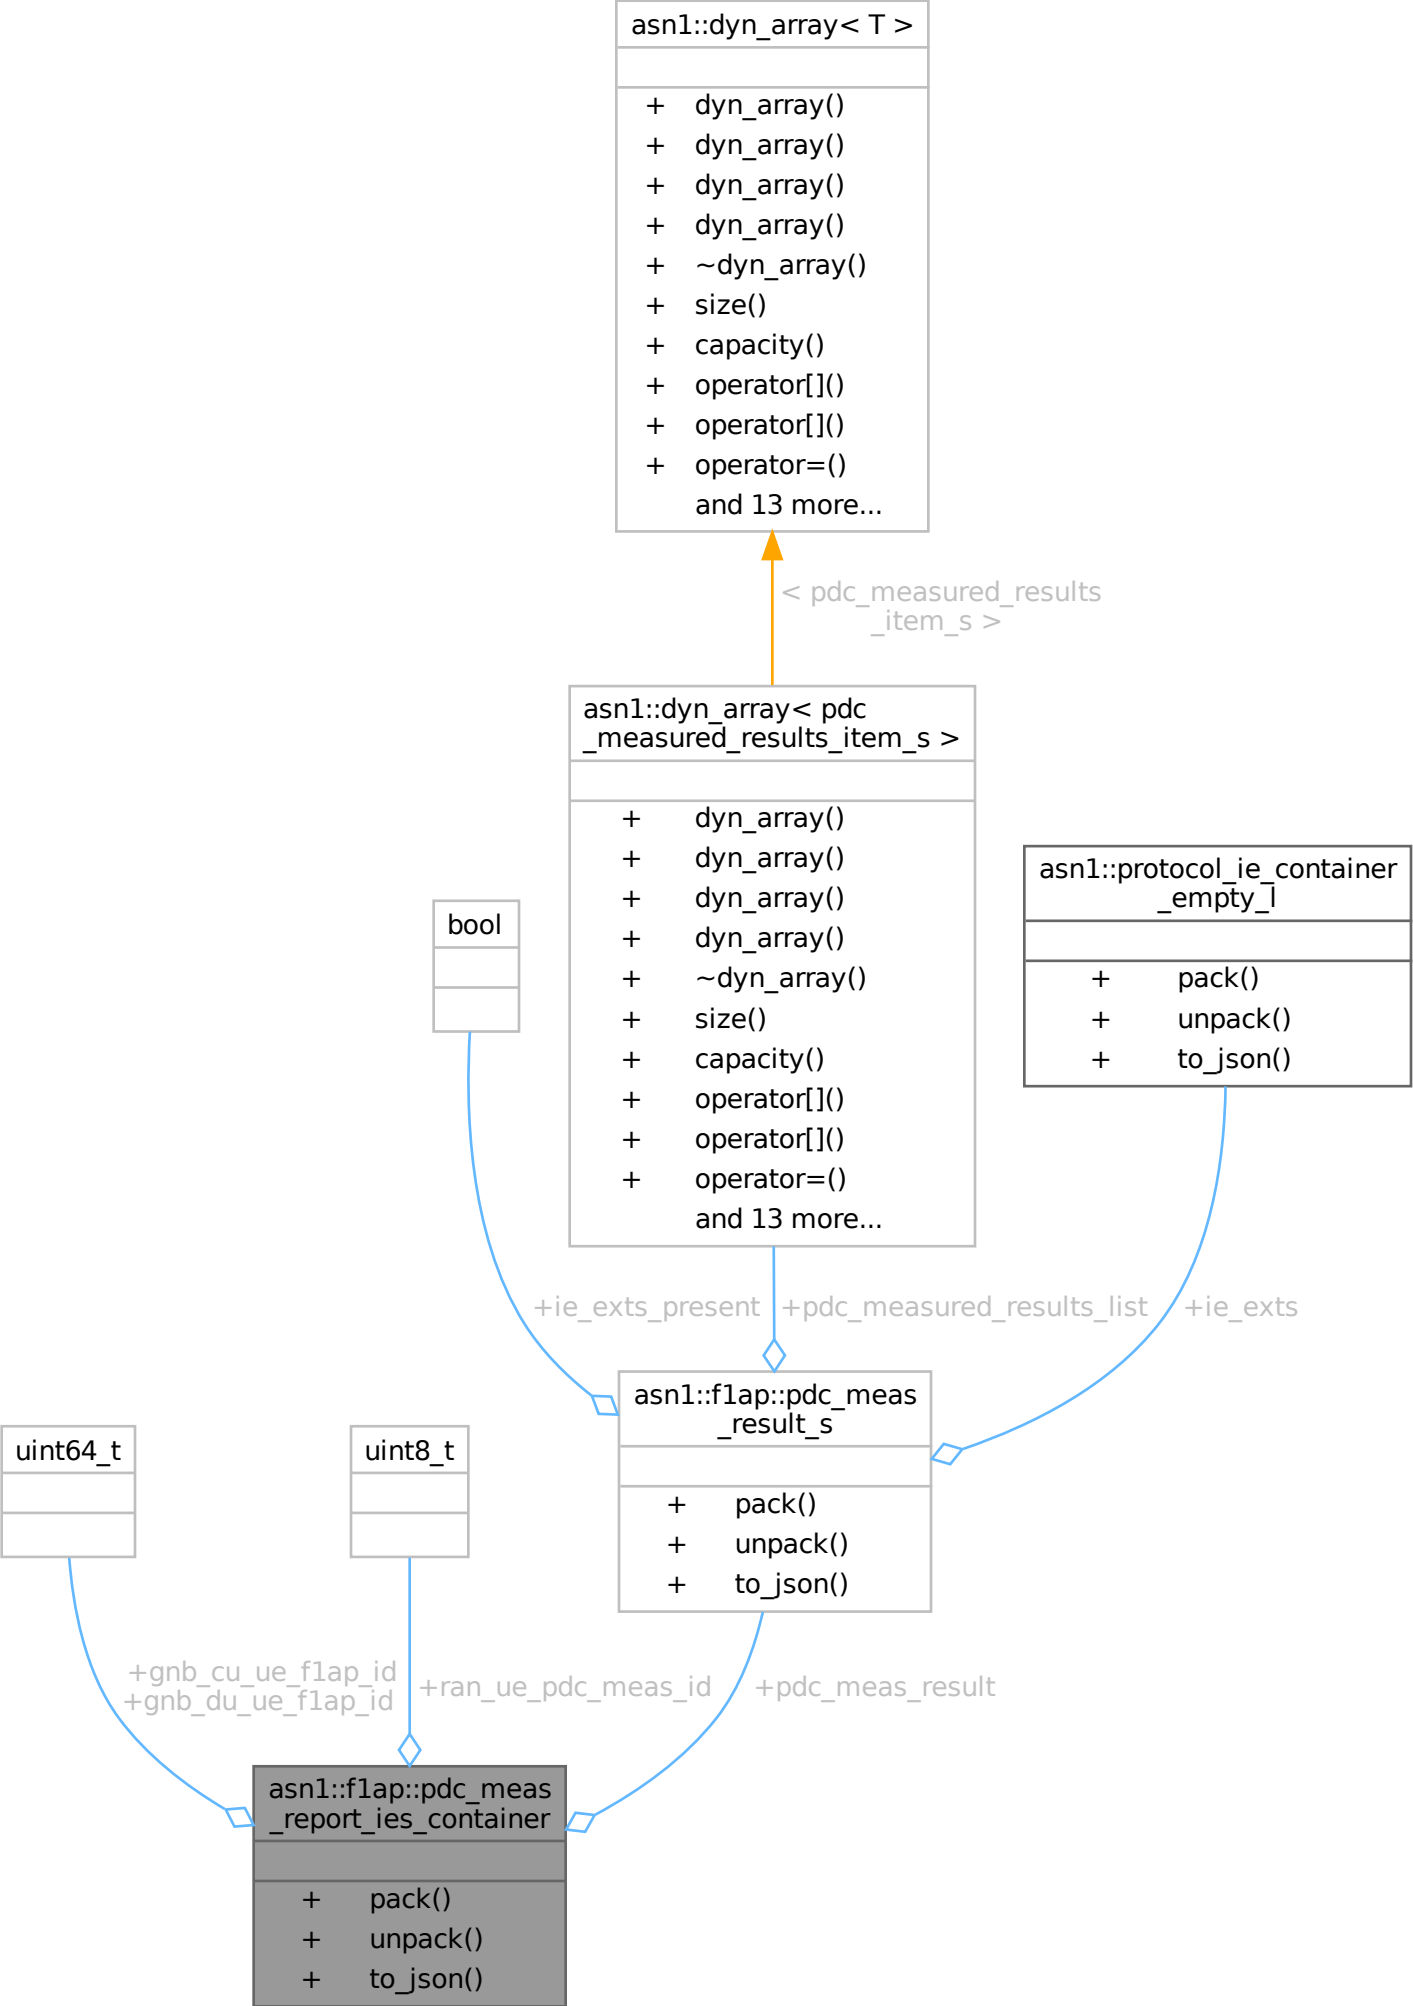 asn1::dyn_array< T >
+ dyn_array()
+ dyn_array()
+ dyn_array()
+ dyn_array()
+ ~dyn_array()
+ size()
+ capacity()
+ operator[]()
+ operator[]()
+ operator=()
and 13 more...
< pdc_measured_results
_item_s >
asn1::dyn_array< pdc
_measured_results_item_s >
+ dyn_array()
+ dyn_array()
+ dyn_array()
+ dyn_array()
+ ~dyn_array()
+ size()
+ capacity()
+ operator[]()
+ operator[]()
+ operator=()
and 13 more...
asn1::protocol_ie_container
_empty_l
+ pack()
+ unpack()
+ to_json()
bool
+ie_exts_present
+pdc_measured_results_list
+ie_exts
asn1::f1ap::pdc_meas
_result_s
+ pack()
+ unpack()
+ to_json()
uint64_t
uint8_t
+gnb_cu_ue_f1ap_id
+gnb_du_ue_f1ap_id
+ran_ue_pdc_meas_id
+pdc_meas_result
asn1::f1ap::pdc_meas
_report_ies_container
+ pack()
+ unpack()
+ to_json()